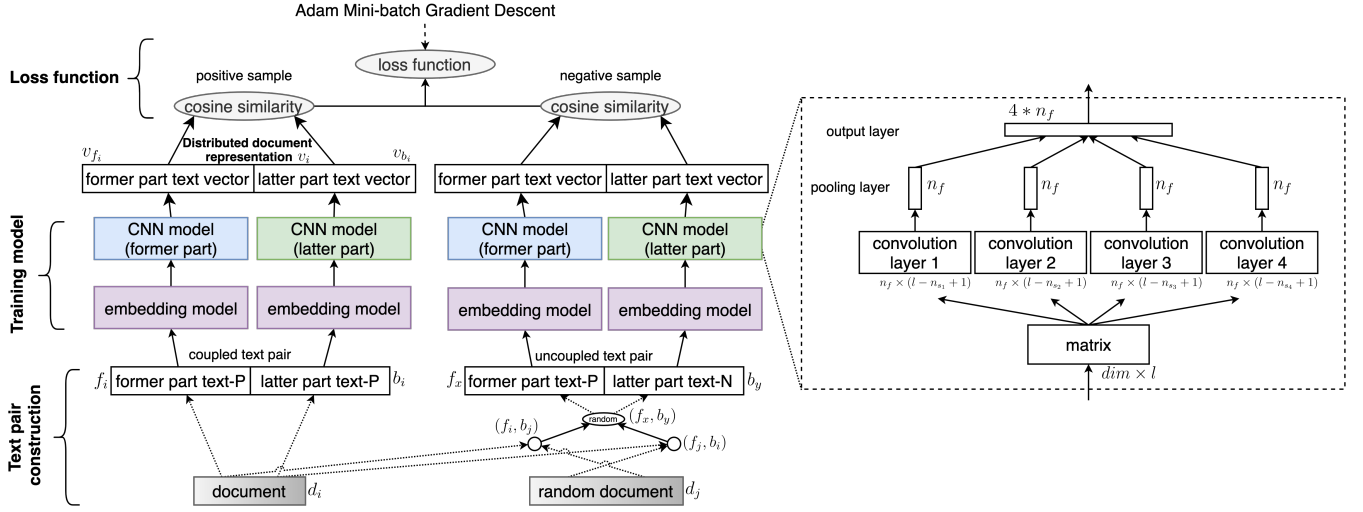 Adam Mini-batch Gradient Descent
Loss function
loss function
positive sample
negative sample
cosine similarity
cosine similarity
Distributed document
representation $v_i$
$v_{f_i}$
$v_{b_i}$
former part text vector
latter part text vector
former part text vector
latter part text vector
Training model
CNN model
(former part)
CNN model
(latter part)
CNN model
(former part)
CNN model
(latter part)
embedding model
embedding model
embedding model
embedding model
Text pair
construction
coupled text pair
uncoupled text pair
$f_i$
former part text-P
latter part text-P
$b_i$
$f_x$
former part text-P
latter part text-N
$b_y$
random
$(f_x, b_y)$
$(f_i, b_j)$
$(f_j, b_i)$
document
$d_i$
random document
$d_j$
$4 * n_f$
output layer
pooling layer
$n_f$
$n_f$
$n_f$
$n_f$
convolution
layer 1
convolution
layer 2
convolution
layer 3
convolution
layer 4
$n_f \times (l - n_{s_1} + 1)$
$n_f \times (l - n_{s_2} + 1)$
$n_f \times (l - n_{s_3} + 1)$
$n_f \times (l - n_{s_4} + 1)$
matrix
$dim \times l$